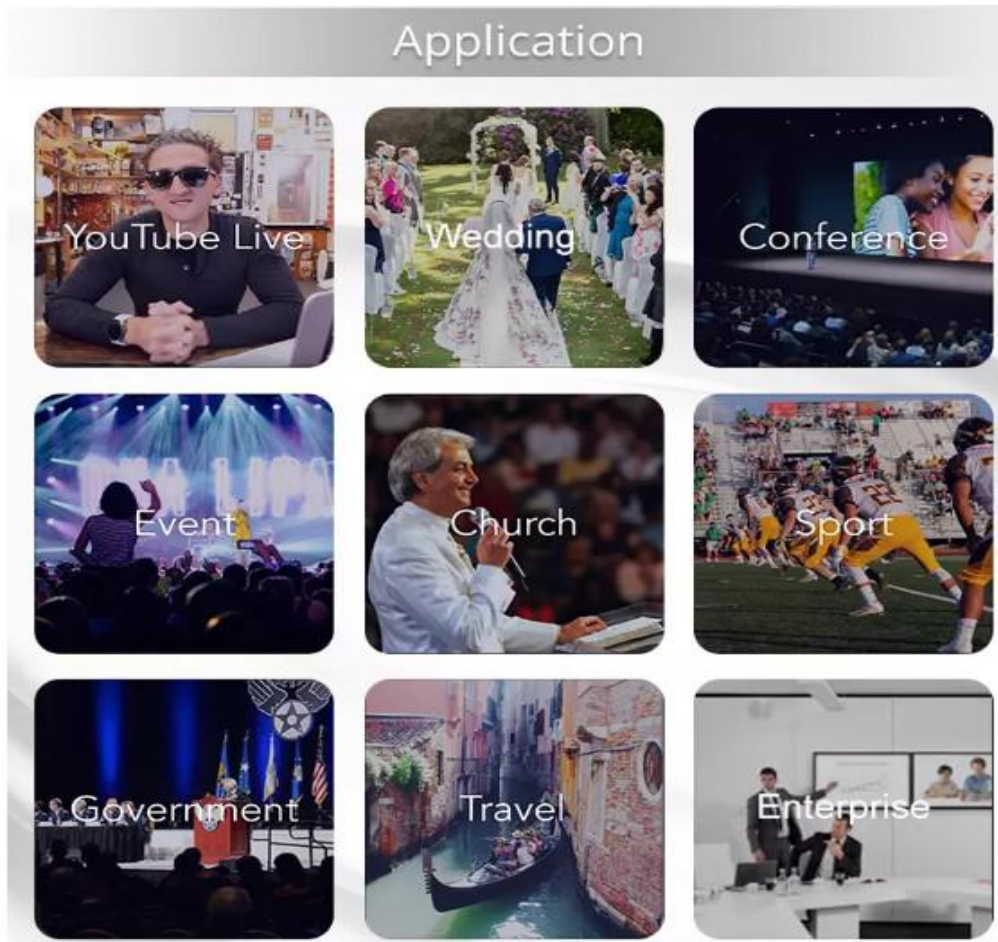 Application
YouTube Live
Wedding
Conference
Event
Church
Sport
Government
Travel
Enterprise